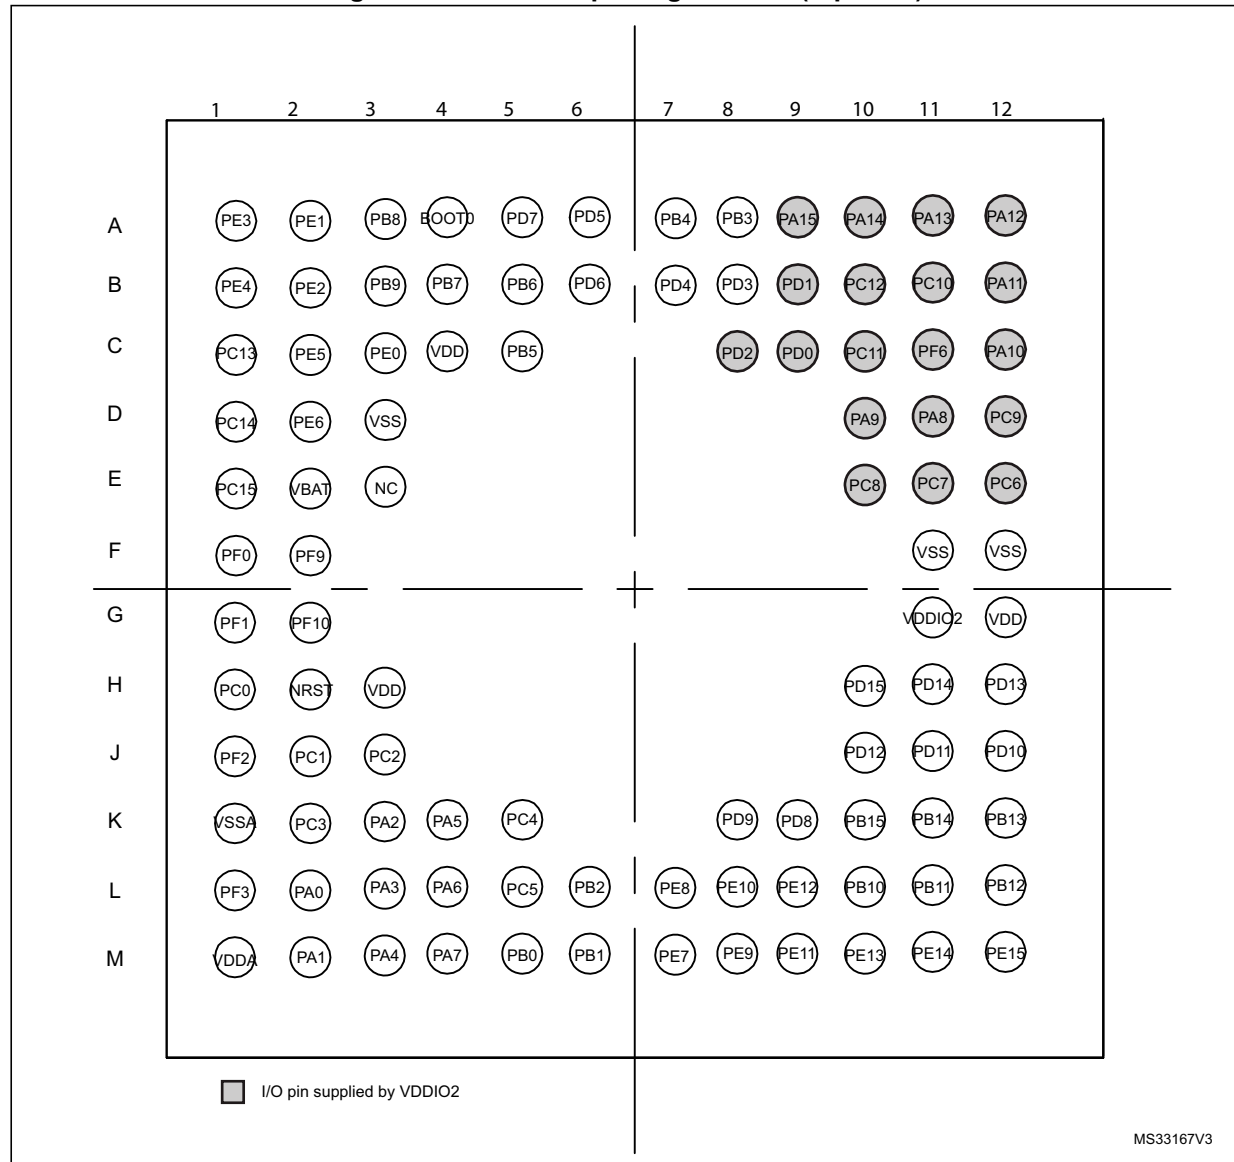 1 2 3 4 5 6 7 8 9 10 11 12
A PE3 PE1 PB8 BOOT0 PD7 PD5 PB4 PB3 PA15 PA14 PA13 PA12
B PE4 PE2 PB9 PB7 PB6 PD6 PD4 PD3 PD1 PC12 PC10 PA11
C PC13 PE5 PE0 VDD PB5 PD2 PD0 PC11 PF6 PA10
D PC14 PE6 VSS PA9 PA8 PC9
E PC15 VBAT NC PC8 PC7 PC6
F PF0 PF9 VSS VSS
G PF1 PF10 VDDIO2 VDD
H PC0 NRST VDD PD15 PD14 PD13
J PF2 PC1 PC2 PD12 PD11 PD10
K VSSA PC3 PA2 PA5 PC4 PD9 PD8 PB15 PB14 PB13
L PF3 PA0 PA3 PA6 PC5 PB2 PE8 PE10 PE12 PB10 PB11 PB12
M VDDA PA1 PA4 PA7 PB0 PB1 PE7 PE9 PE11 PE13 PE14 PE15
I/O pin supplied by VDDIO2
MS33167V3